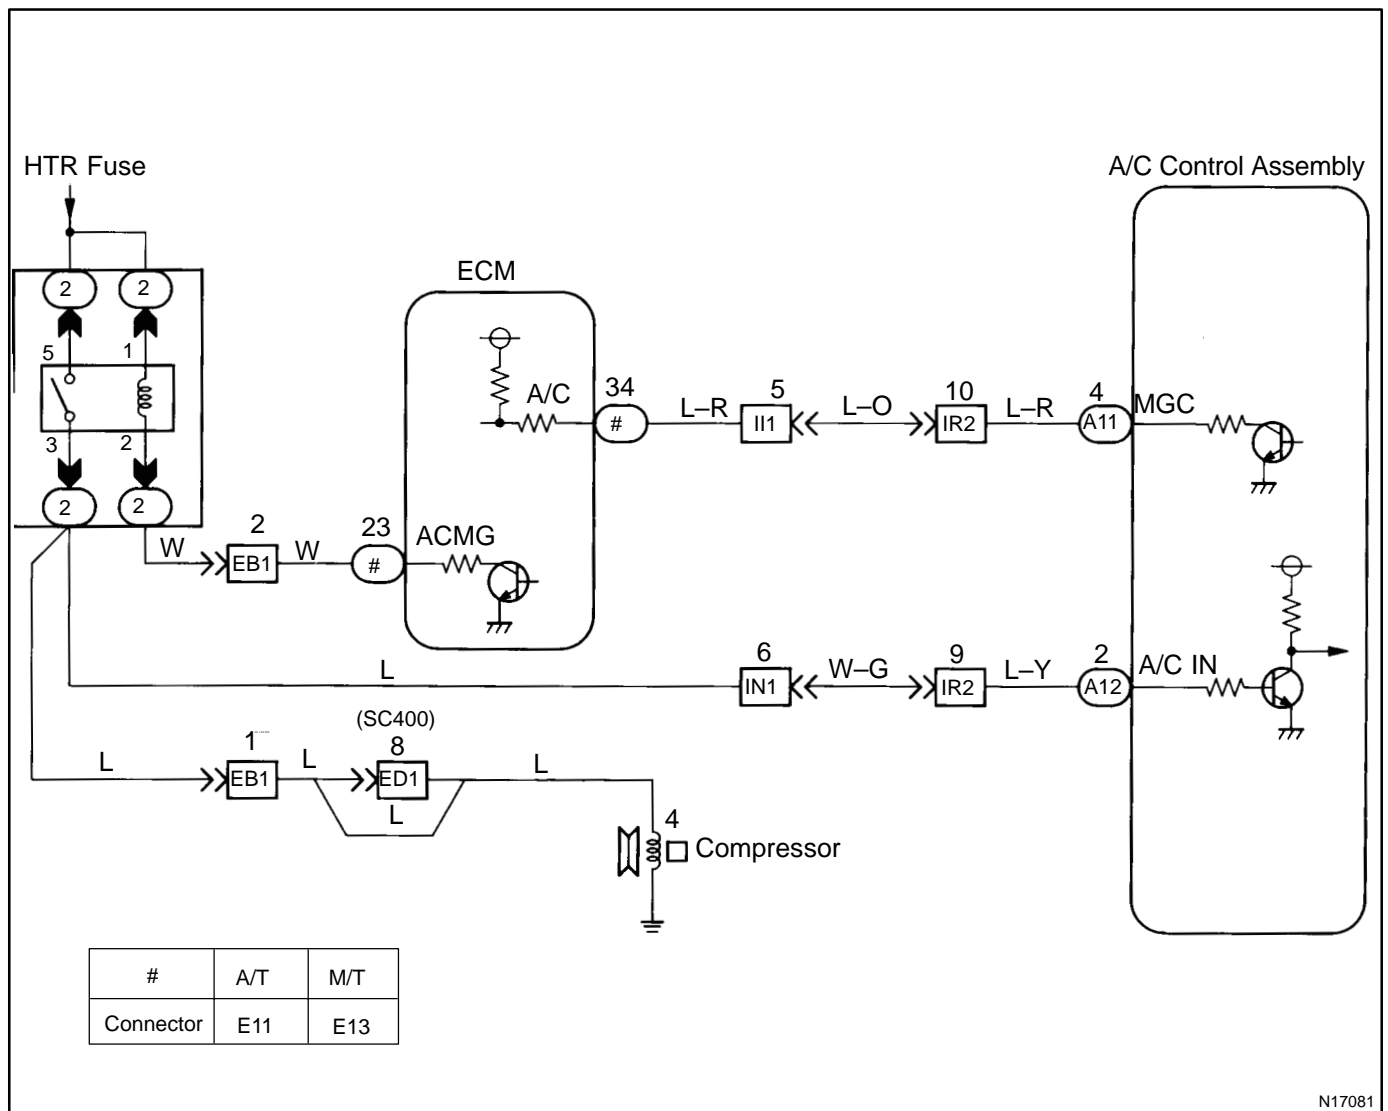 HTR Fuse
A/C Control Assembly
2 2
ECM
5 1
A/C 34 5 10 4 MGC
# L–R II1 L–O IR2 L–R A11
3 2
2 2
2 23 ACMG
W EB1 W #
6 9 2 A/C IN
L IN1 W–G IR2 L–Y A12
(SC400)
1 8
L EB1 L ED1 L
L
4
Compressor
# A/T M/T
Connector E11 E13
N17081